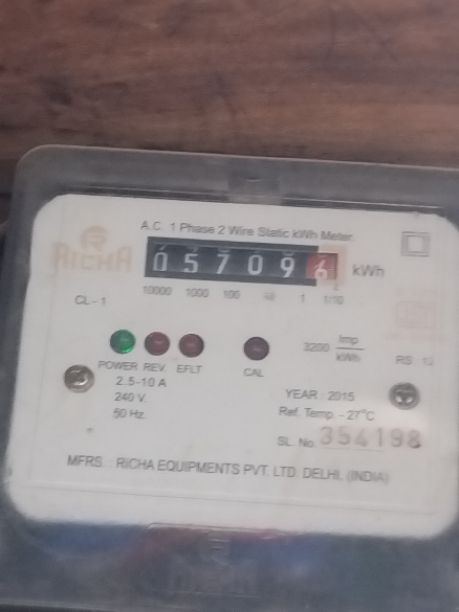 A.C. 1 Phase 2 Wire Static kWh Meter.
RICHA
057096 kWh
10000 1000 100 10 1 1/10
CL-1
3200 Imp/kWh
POWER REV. EFLT CAL
2.5-10 A
240 V.
50 Hz.
YEAR : 2015
Ref. Temp. - 27°C
SL. No. 354198
MFRS. : RICHA EQUIPMENTS PVT. LTD. DELHI, (INDIA)